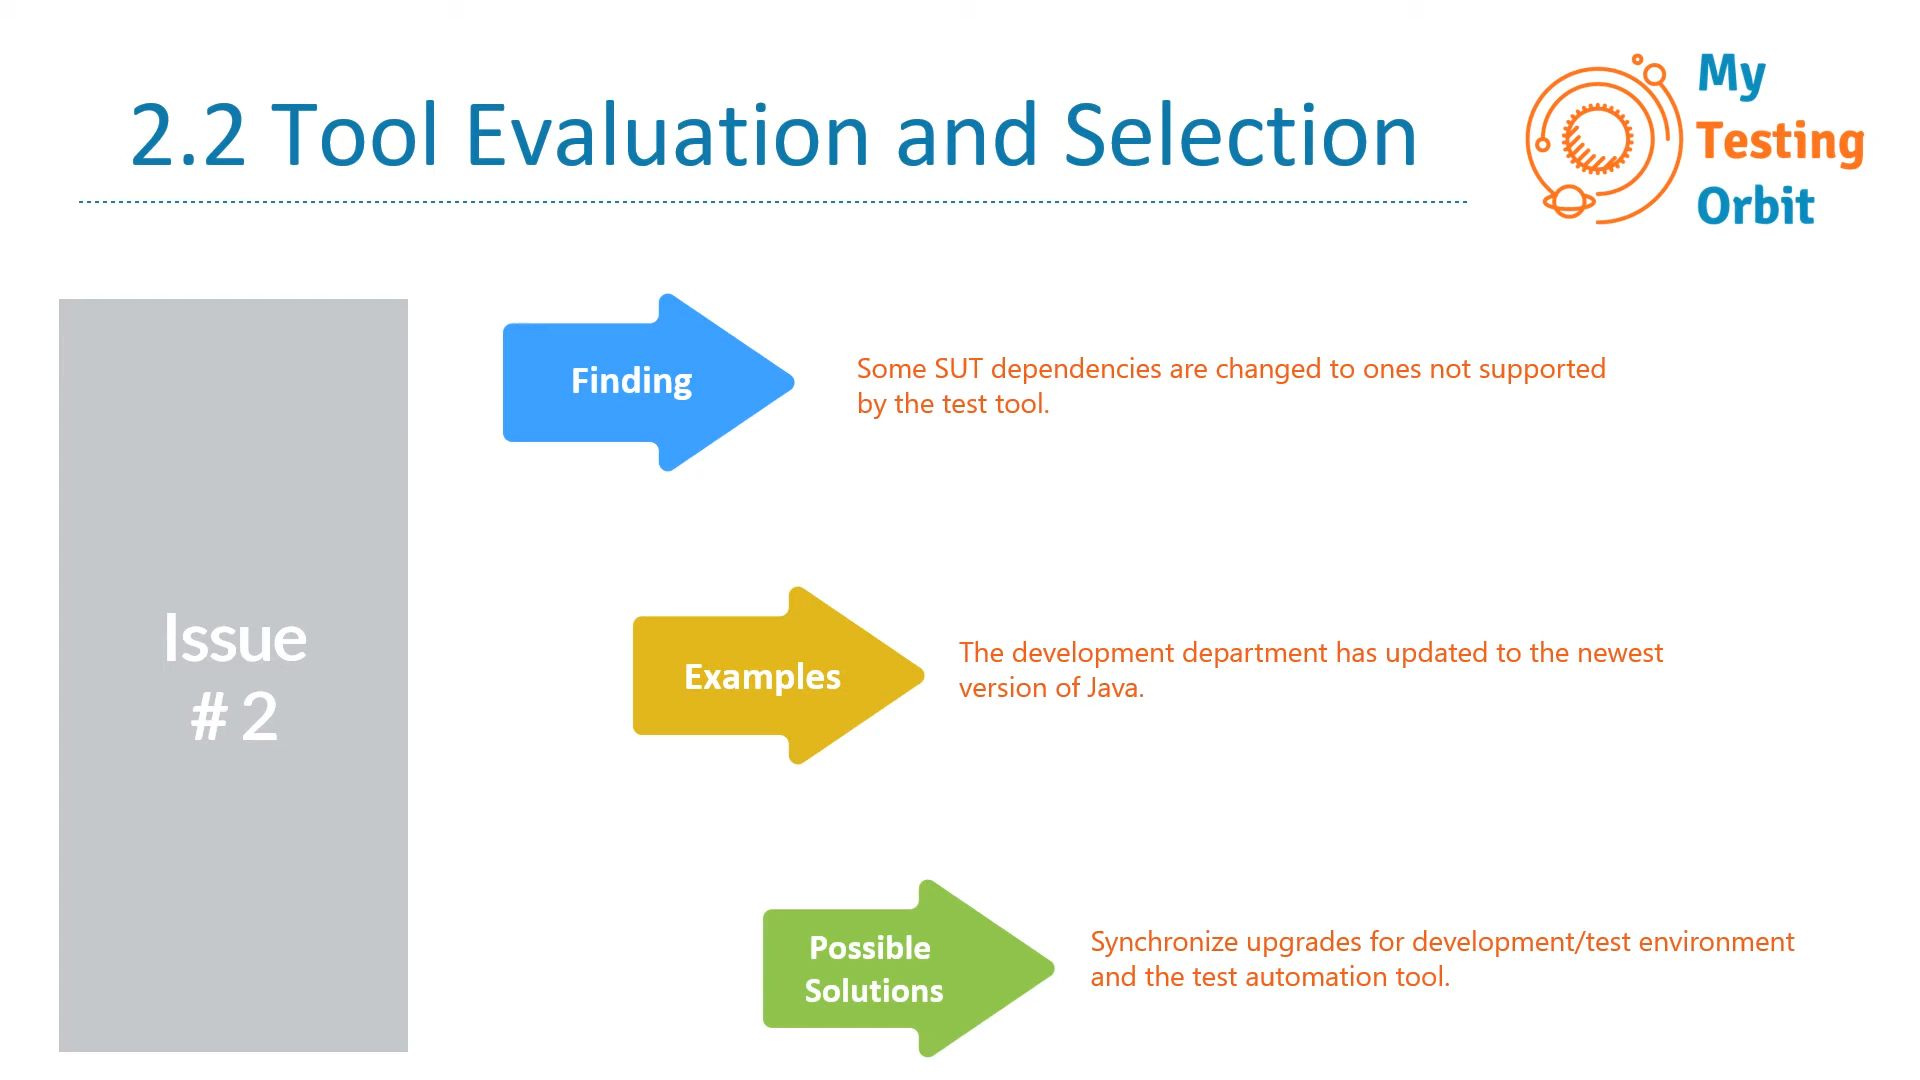 2.2 Tool Evaluation and Selection
My
Testing
Orbit
Issue
# 2
Finding
Some SUT dependencies are changed to ones not supported
by the test tool.
Examples
The development department has updated to the newest
version of Java.
Possible
Solutions
Synchronize upgrades for development/test environment
and the test automation tool.